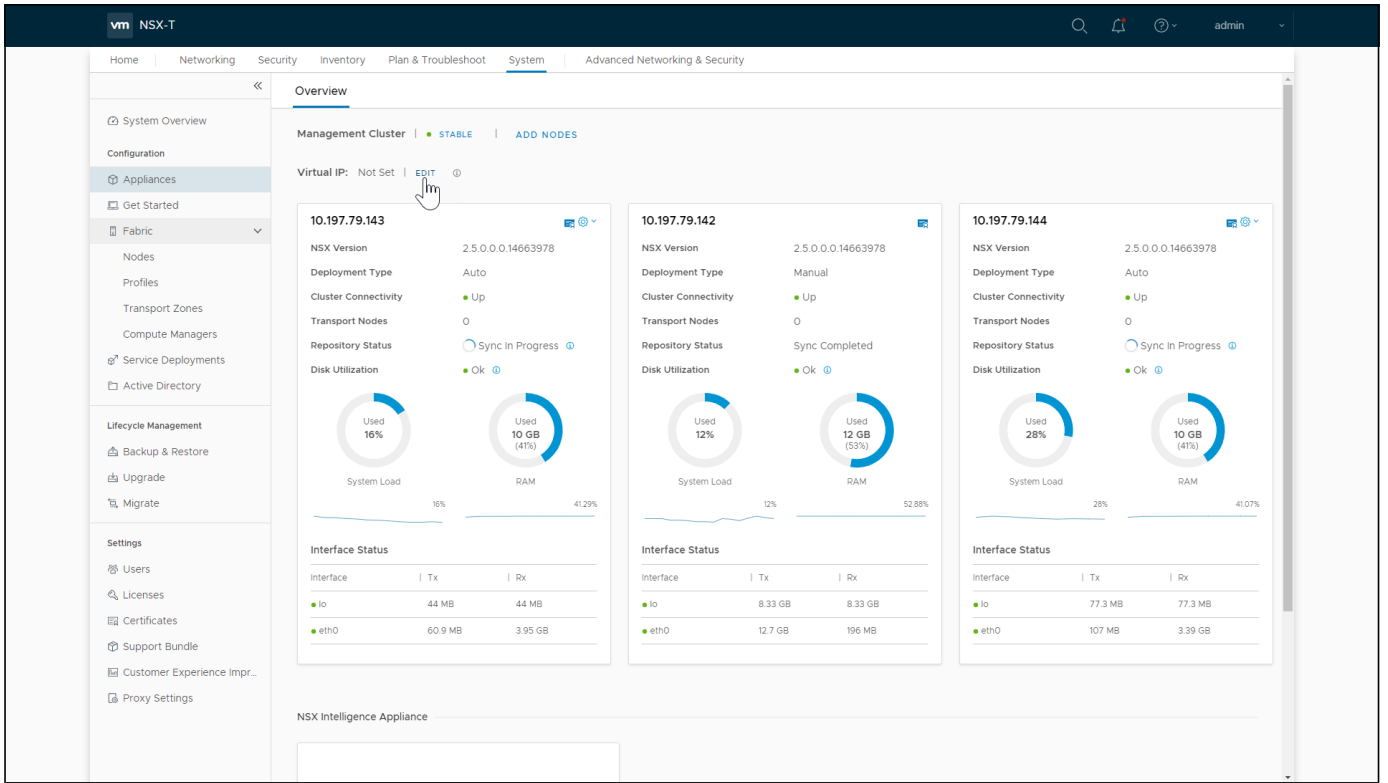 vm NSX-T
admin
Home Networking Security Inventory Plan & Troubleshoot System Advanced Networking & Security
Overview
System Overview
Configuration
Appliances
Get Started
Fabric
Nodes
Profiles
Transport Zones
Compute Managers
Service Deployments
Active Directory
Lifecycle Management
Backup & Restore
Upgrade
Migrate
Settings
Users
Licenses
Certificates
Support Bundle
Customer Experience Impr...
Proxy Settings
Management Cluster | STABLE | ADD NODES
Virtual IP: Not Set | EDIT
10.197.79.143
NSX Version 2.5.0.0.0.14663978
Deployment Type Auto
Cluster Connectivity Up
Transport Nodes 0
Repository Status Sync In Progress
Disk Utilization Ok
Used Used
16% 10 GB
(41%)
System Load RAM
16% 41.29%
Interface Status
Interface | Tx | Rx
lo 44 MB 44 MB
eth0 60.9 MB 3.95 GB
10.197.79.142
NSX Version 2.5.0.0.0.14663978
Deployment Type Manual
Cluster Connectivity Up
Transport Nodes 0
Repository Status Sync Completed
Disk Utilization Ok
Used Used
12% 12 GB
(53%)
System Load RAM
12% 52.88%
Interface Status
Interface | Tx | Rx
lo 8.33 GB 8.33 GB
eth0 12.7 GB 196 MB
10.197.79.144
NSX Version 2.5.0.0.0.14663978
Deployment Type Auto
Cluster Connectivity Up
Transport Nodes 0
Repository Status Sync In Progress
Disk Utilization Ok
Used Used
28% 10 GB
(41%)
System Load RAM
28% 41.07%
Interface Status
Interface | Tx | Rx
lo 77.3 MB 77.3 MB
eth0 107 MB 3.39 GB
NSX Intelligence Appliance